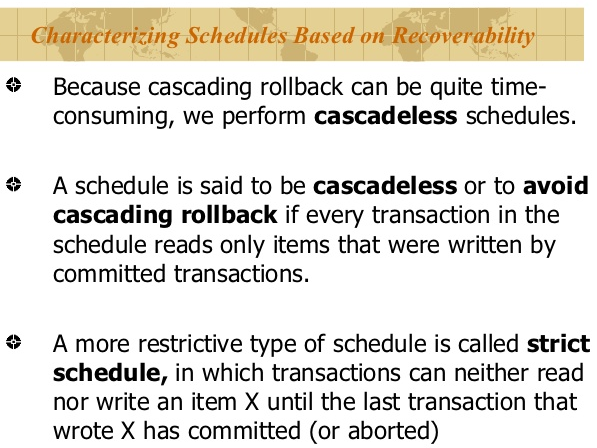 Characterizing Schedules Based on Recoverability
Because cascading rollback can be quite time-
consuming, we perform cascadeless schedules.
A schedule is said to be cascadeless or to avoid
cascading rollback if every transaction in the
schedule reads only items that were written by
committed transactions.
A more restrictive type of schedule is called strict
schedule, in which transactions can neither read
nor write an item X until the last transaction that
wrote X has committed (or aborted)